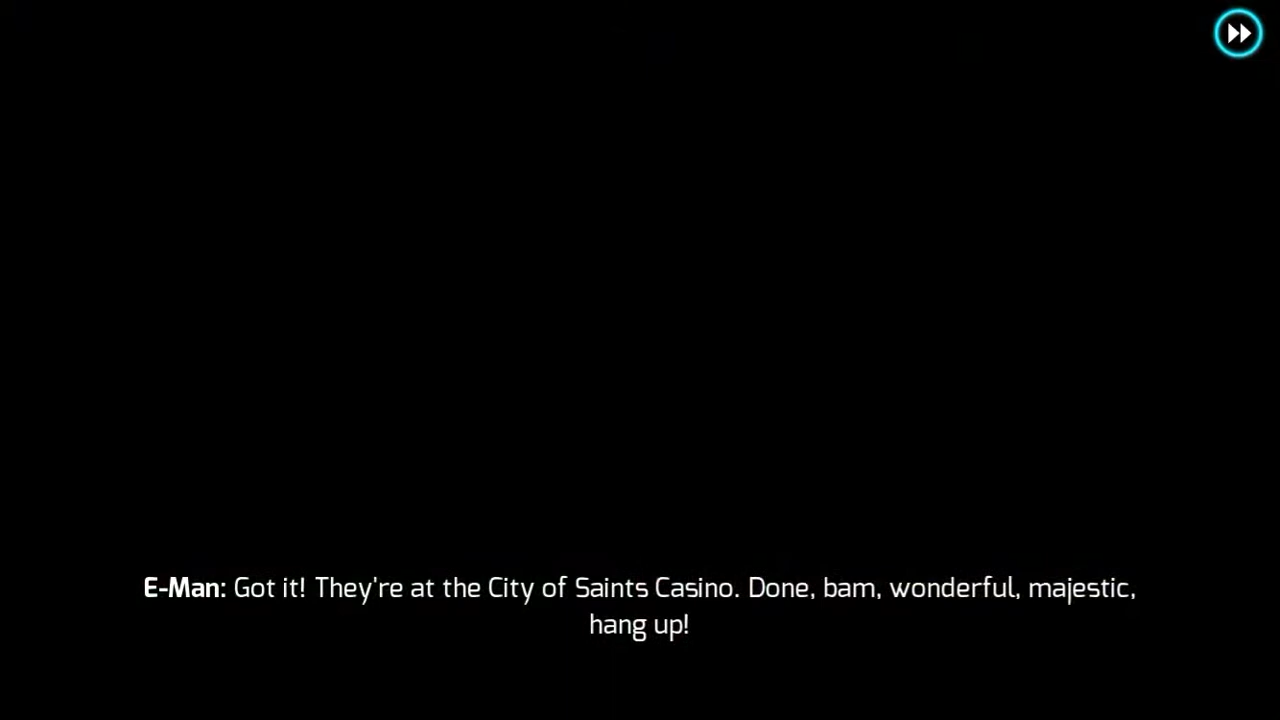 E-Man: Got it! They're at the City of Saints Casino. Done, bam, wonderful, majestic,
hang up!